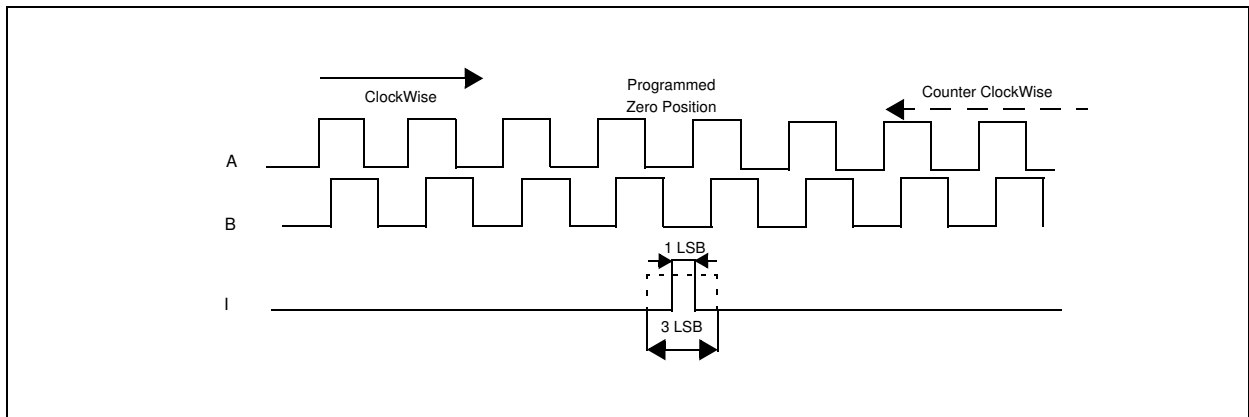 Programmed
Zero Position
ClockWise
Counter ClockWise
A
B
1 LSB
I
3 LSB